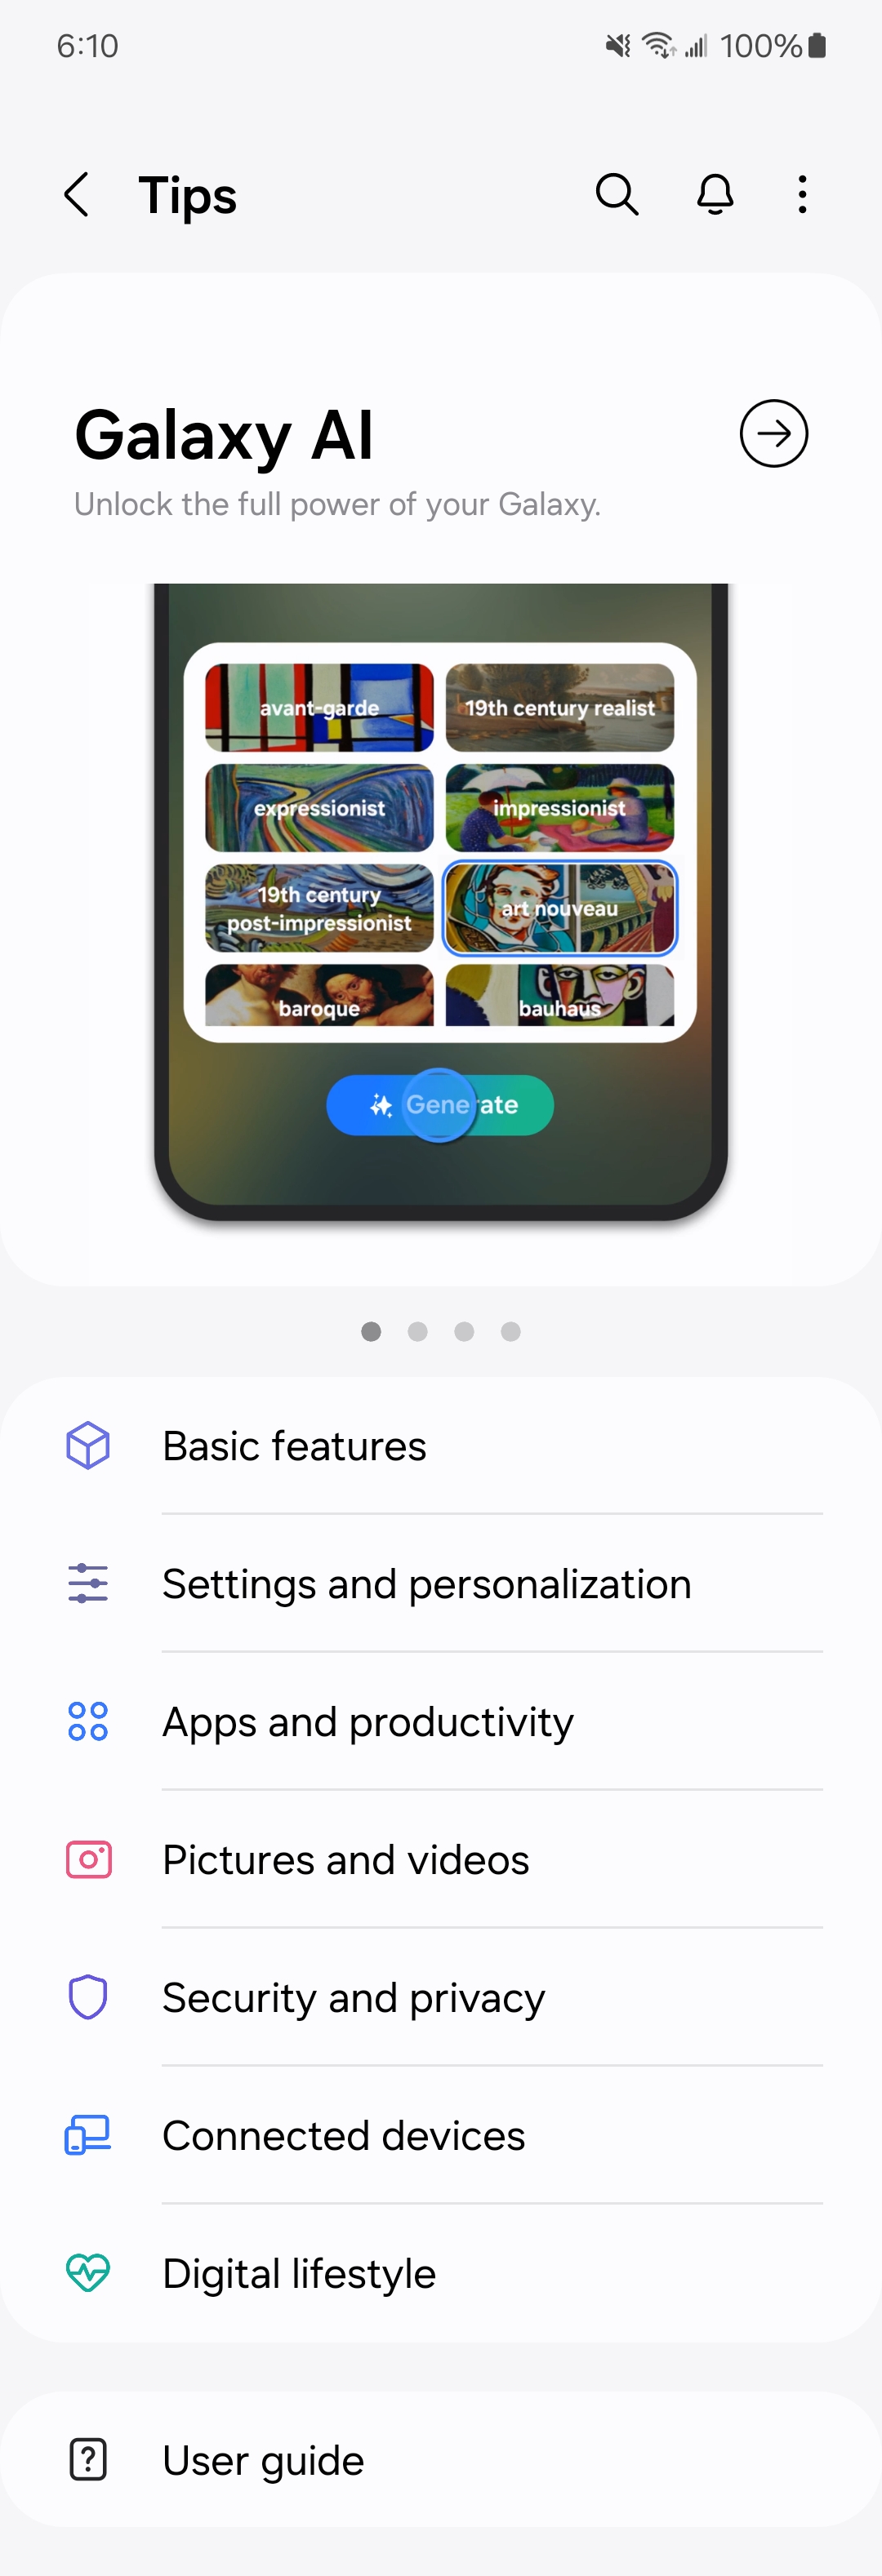 6:10
100%
Tips
Galaxy AI
Unlock the full power of your Galaxy.
avant-garde
19th century realist
expressionist
impressionist
19th century
post-impressionist
art nouveau
baroque
bauhaus
Generate
Basic features
Settings and personalization
Apps and productivity
Pictures and videos
Security and privacy
Connected devices
Digital lifestyle
User guide